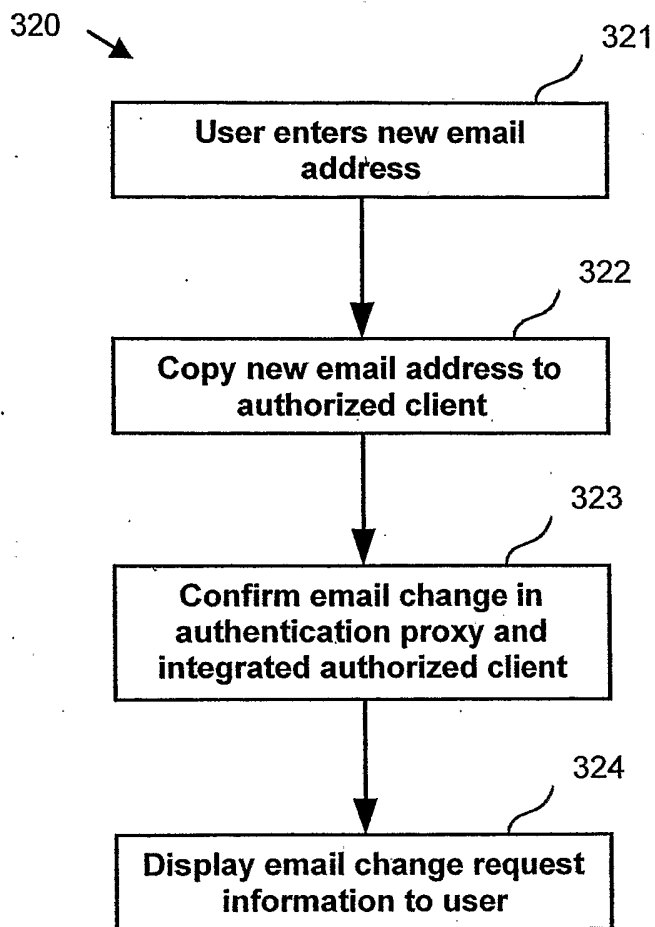 320
321
User enters new email
address
322
Copy new email address to
authorized client
323
Confirm email change in
authentication proxy and
integrated authorized client
324
Display email change request
information to user